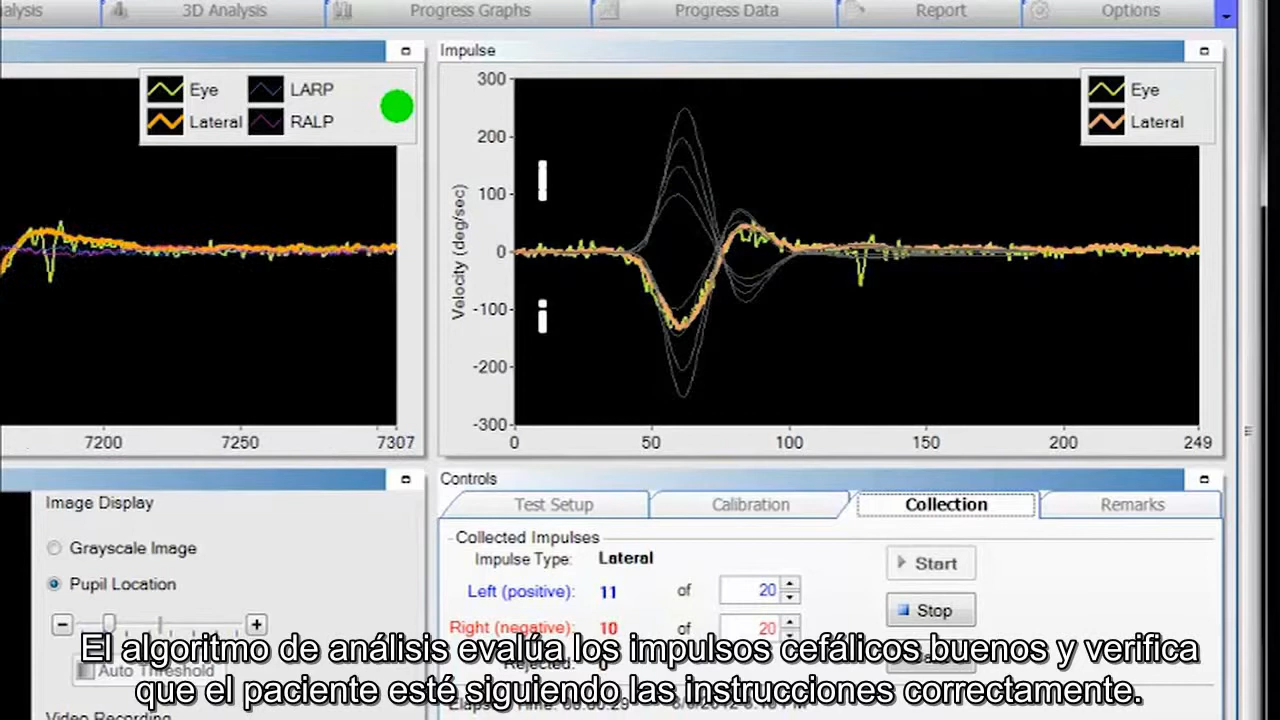 alysis 3D Analysis Progress Graphs Progress Data Report Options
Impulse
Eye LARP
Lateral RALP
7200 7250 7307
Eye
Lateral
300
200
100
0
-100
-200
-300
Velocity (deg/sec)
0 50 100 150 200 249
Image Display
Grayscale Image
Pupil Location
Auto Threshold
Controls
Test Setup Calibration Collection Remarks
Collected Impulses
Impulse Type: Lateral
Left (positive): 11 of 20
Right (negative): 10 of 20
Rejected:
Start
Stop
El algoritmo de análisis evalúa los impulsos cefálicos buenos y verifica
que el paciente esté siguiendo las instrucciones correctamente.